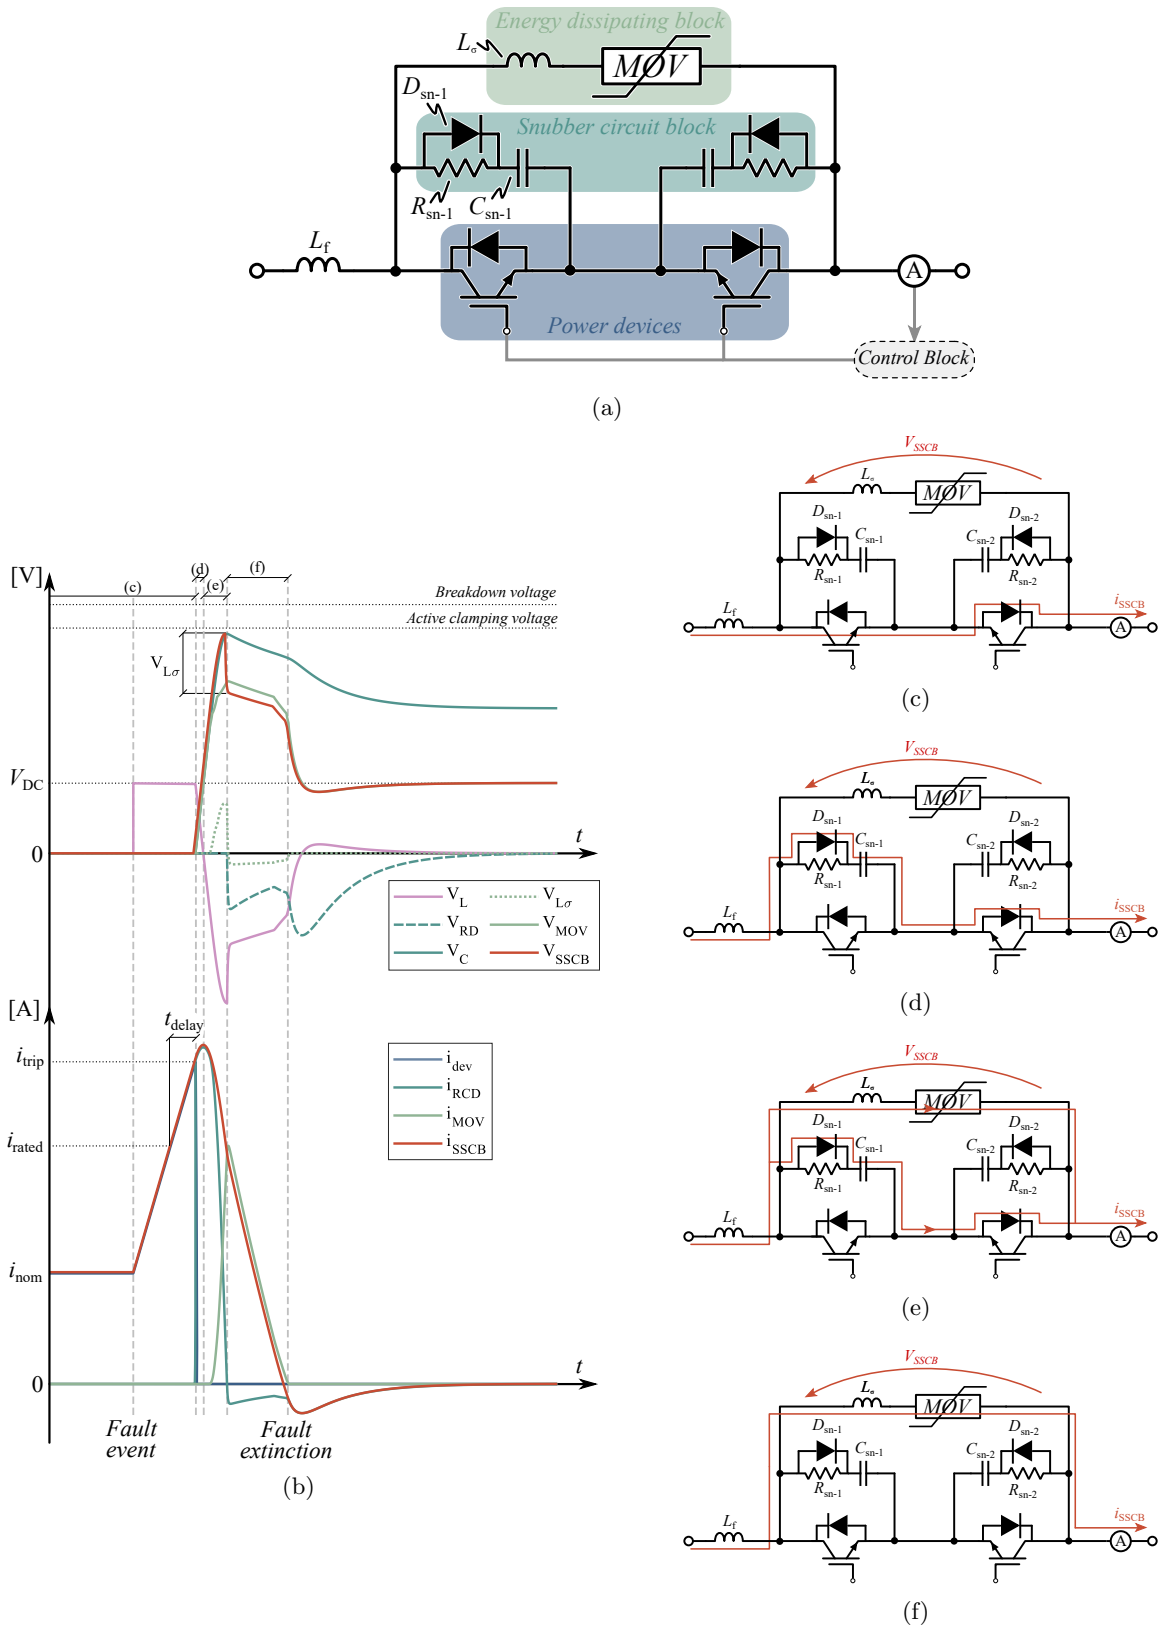 Energy dissipating block
Lσ
MOV
Dsn-1
Snubber circuit block
Rsn-1
Csn-1
Lf
A
Power devices
Control Block
(a)
[V]
(c)
(d)
(e)
(f)
Breakdown voltage
Active clamping voltage
VLσ
VDC
0
t
VL
VLσ
VRD
VMOV
VC
VSSCB
[A]
tdelay
itrip
idev
iRCD
iMOV
iSSCB
irated
inom
0
t
Fault
event
Fault
extinction
(b)
VSSCB
Lσ
MOV
Dsn-1
Dsn-2
Csn-1
Csn-2
Rsn-1
Rsn-2
Lf
iSSCB
A
(c)
VSSCB
Lσ
MOV
Dsn-1
Dsn-2
Csn-1
Csn-2
Rsn-1
Rsn-2
Lf
iSSCB
A
(d)
VSSCB
Lσ
MOV
Dsn-1
Dsn-2
Csn-1
Csn-2
Rsn-1
Rsn-2
Lf
iSSCB
A
(e)
VSSCB
Lσ
MOV
Dsn-1
Dsn-2
Csn-1
Csn-2
Rsn-1
Rsn-2
Lf
iSSCB
A
(f)